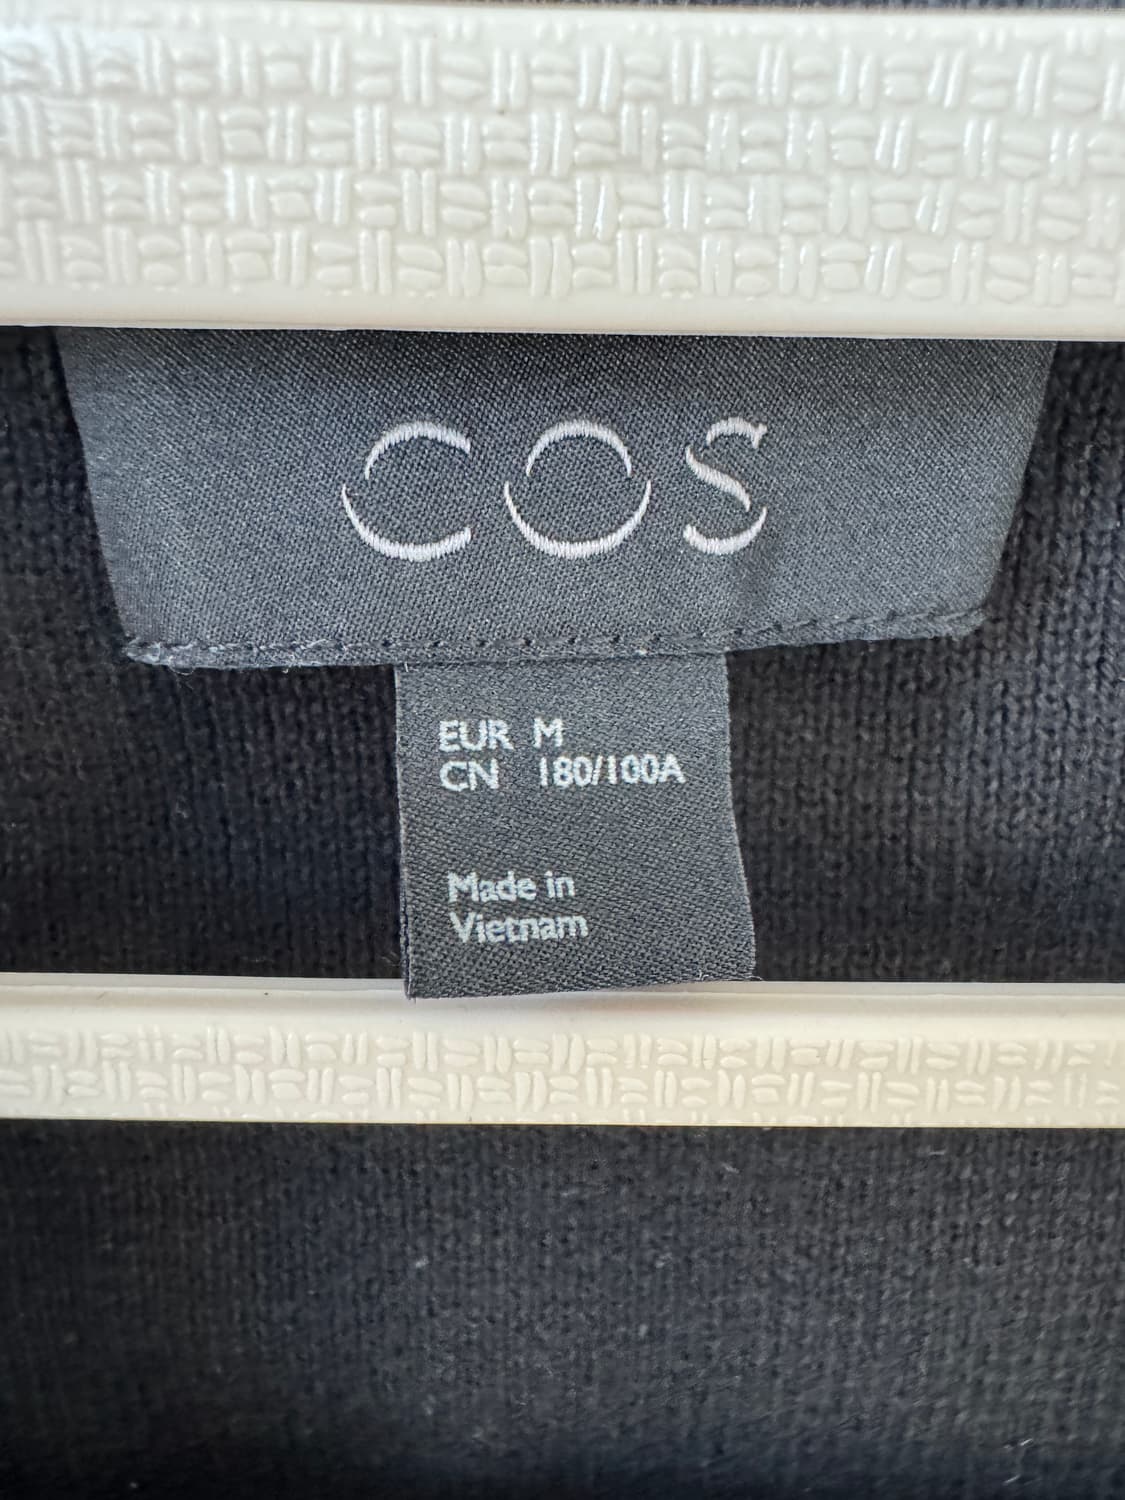 COS
EUR M
CN 180/100A
Made in
Vietnam